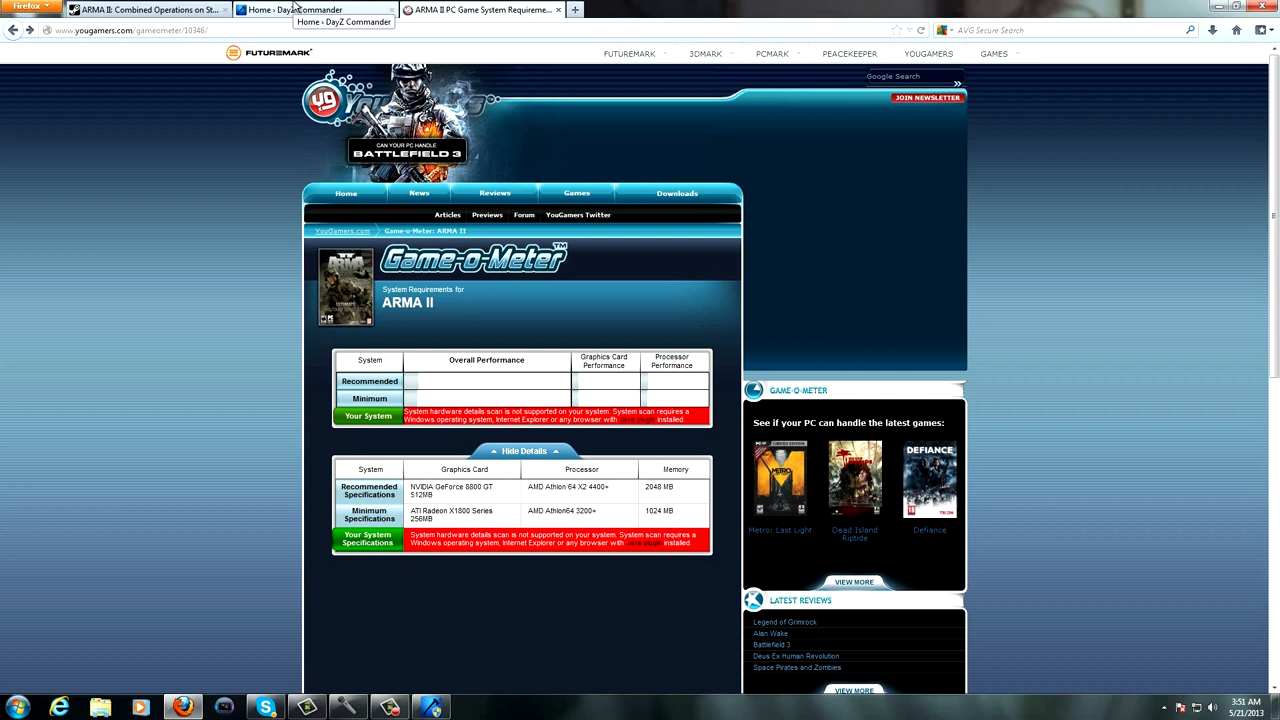 Firefox
ARMA II: Combined Operations on St...
Home › DayZ Commander
ARMA II PC Game System Requireme...
Home › DayZ Commander
www.yougamers.com/gameometer/10346/
AVG Secure Search
FUTUREMARK
FUTUREMARK
3DMARK
PCMARK
PEACEKEEPER
YOUGAMERS
GAMES
Google Search
JOIN NEWSLETTER
yg
CAN YOUR PC HANDLE
BATTLEFIELD 3
Home
News
Reviews
Games
Downloads
Articles
Previews
Forum
YouGamers Twitter
YouGamers.com
Game-o-Meter: ARMA II
Game-o-Meter™
System Requirements for
ARMA II
System
Overall Performance
Graphics Card
Performance
Processor
Performance
Recommended
Minimum
Your System
System hardware details scan is not supported on your system. System scan requires a
Windows operating system, Internet Explorer or any browser with Java plugin installed.
Hide Details
System
Graphics Card
Processor
Memory
Recommended
Specifications
NVIDIA GeForce 8800 GT
512MB
AMD Athlon 64 X2 4400+
2048 MB
Minimum
Specifications
ATI Radeon X1800 Series
256MB
AMD Athlon64 3200+
1024 MB
Your System
Specifications
System hardware details scan is not supported on your system. System scan requires a
Windows operating system, Internet Explorer or any browser with Java plugin installed.
GAME-O-METER
See if your PC can handle the latest games:
METRO
DEFIANCE
Metro: Last Light
Dead Island
Riptide
Defiance
VIEW MORE
LATEST REVIEWS
Legend of Grimrock
Alan Wake
Battlefield 3
Deus Ex Human Revolution
Space Pirates and Zombies
VIEW MORE
3:51 AM
5/21/2013